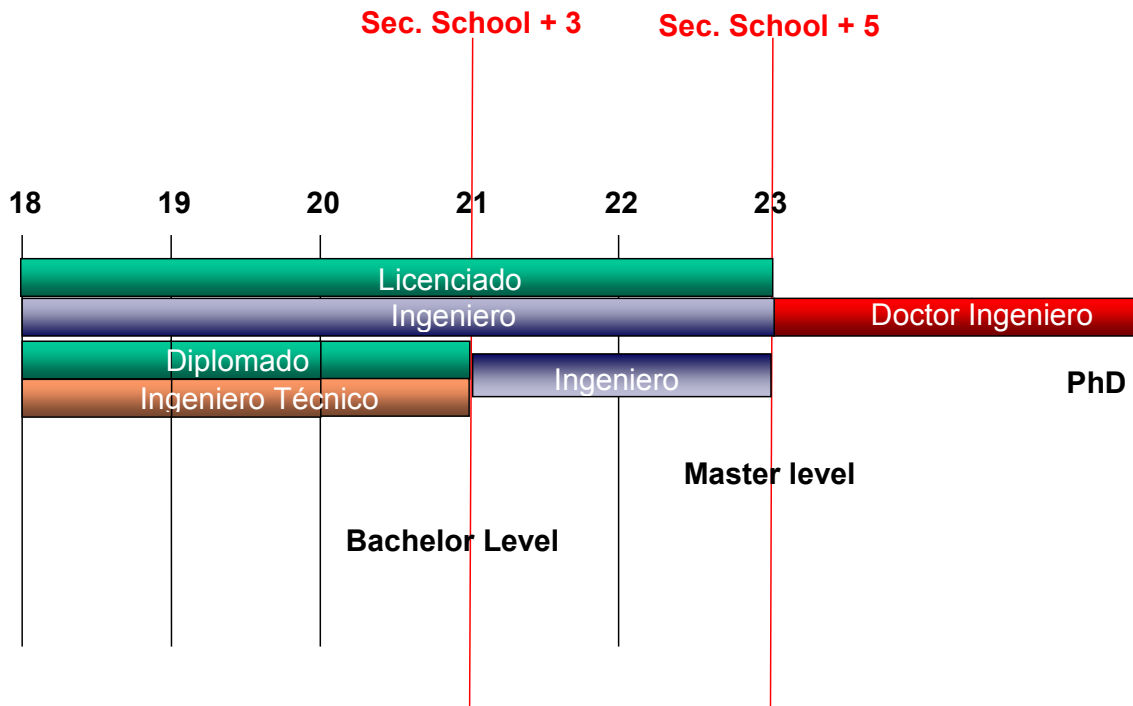 Sec. School + 3
Sec. School + 5
18 19 20 21 22 23
Licenciado
Ingeniero
Doctor Ingeniero
Diplomado
Ingeniero
Ingeniero Técnico
PhD
Master level
Bachelor Level